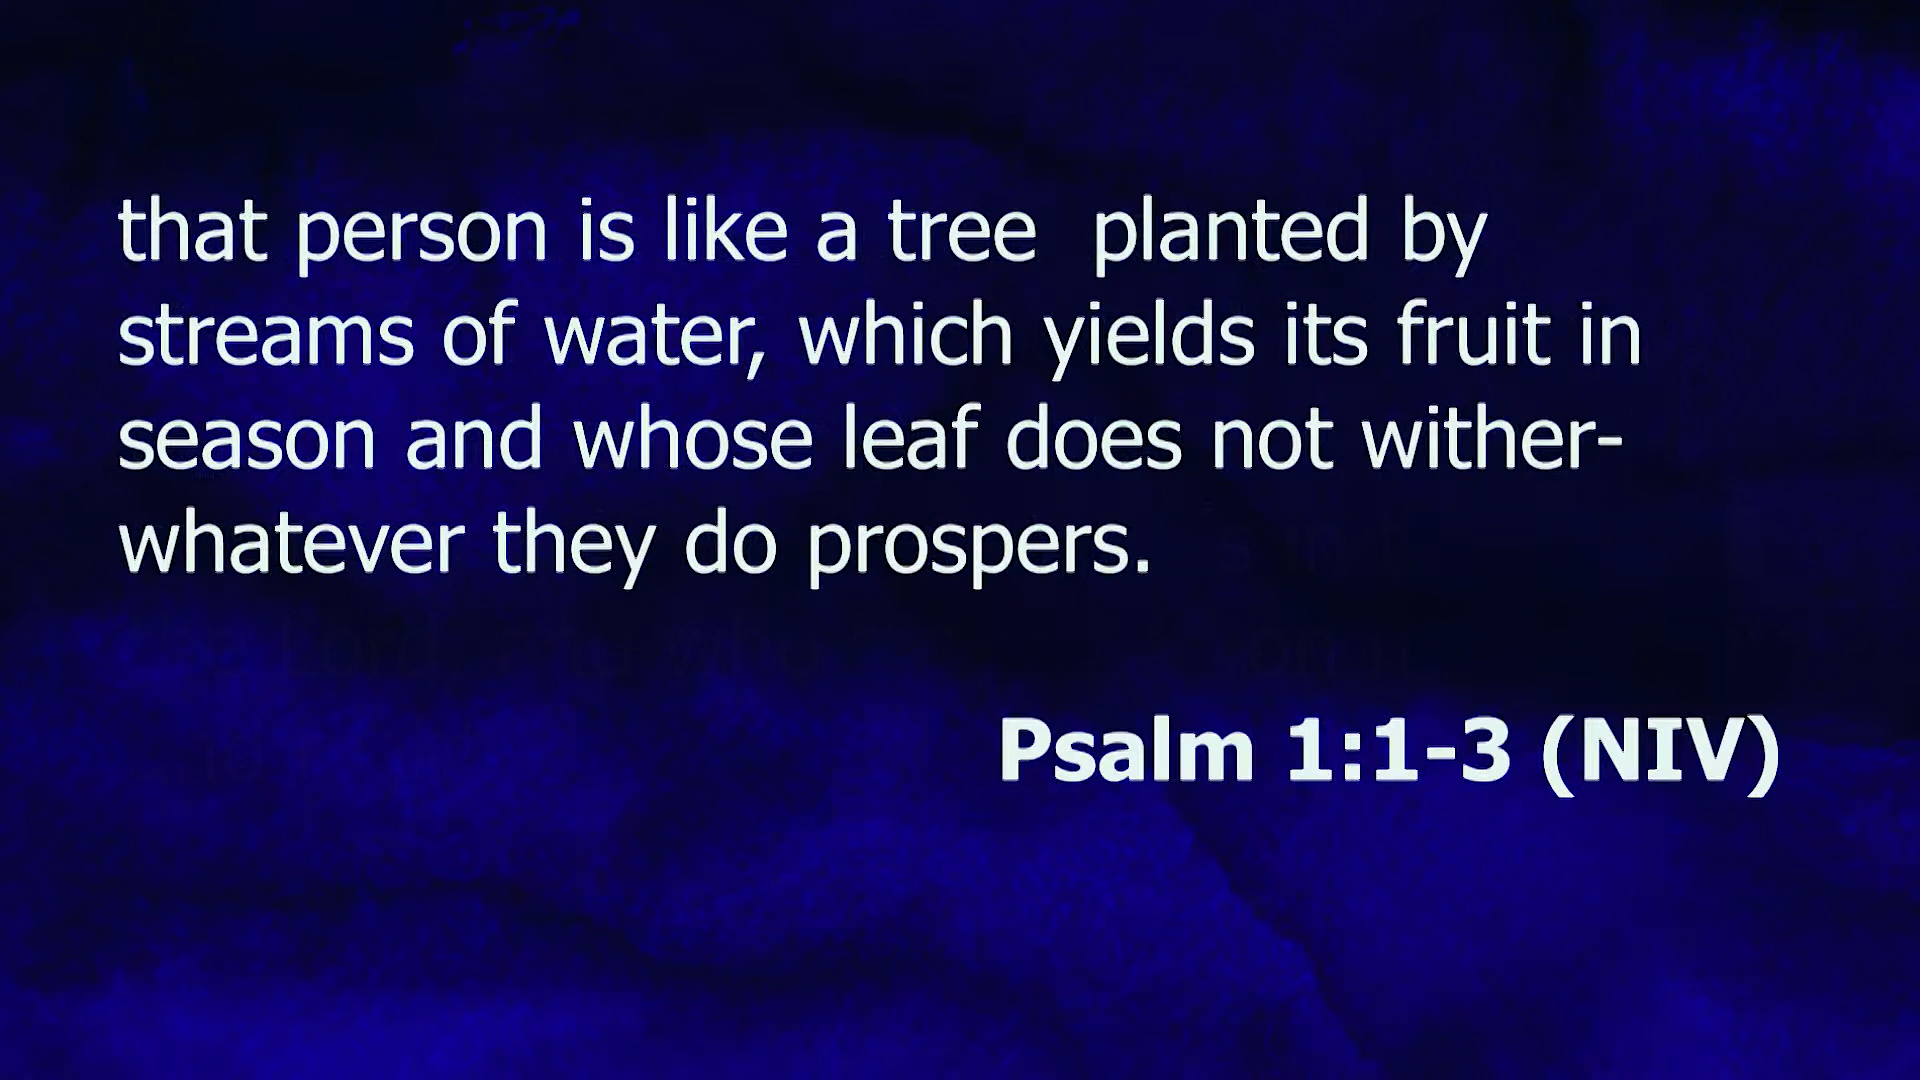 that person is like a tree  planted by
streams of water, which yields its fruit in
season and whose leaf does not wither-
whatever they do prospers.
Psalm 1:1-3 (NIV)